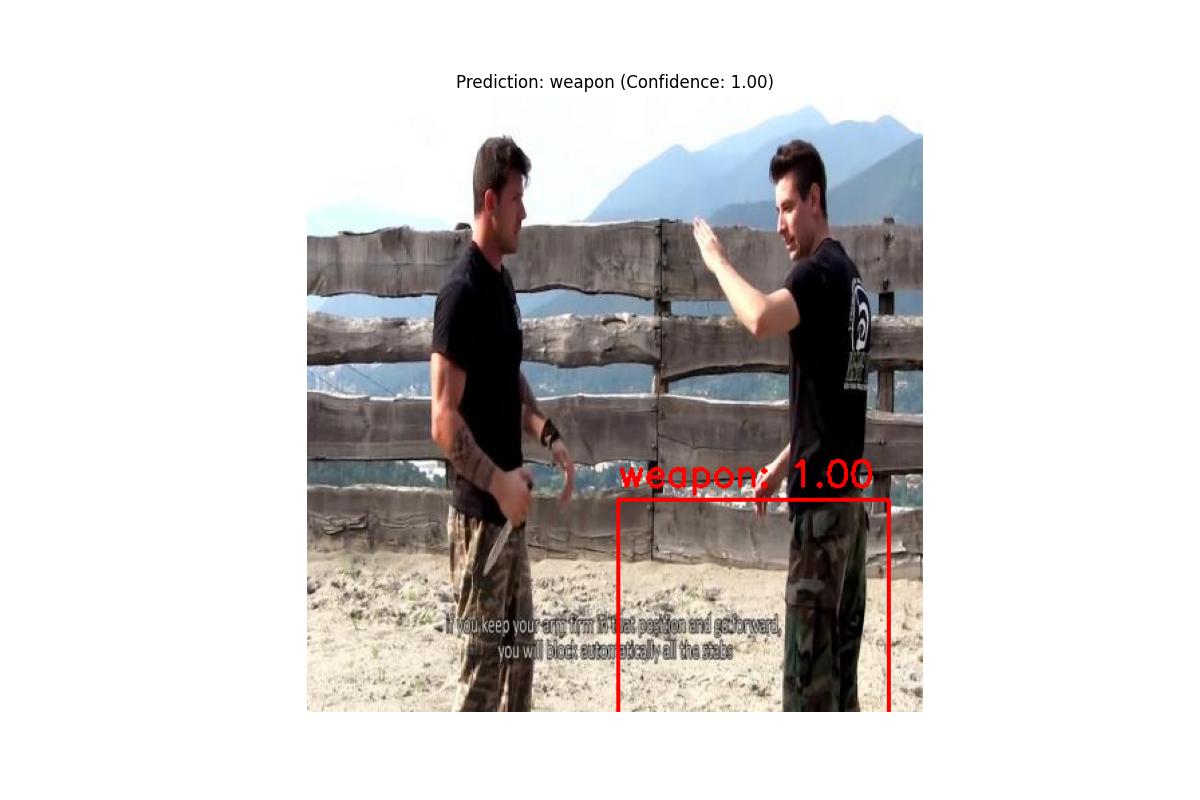 Prediction: weapon (Confidence: 1.00)
weapon: 1.00
If you keep your arm firm in that position and go forward,
you will block automatically all the stabs